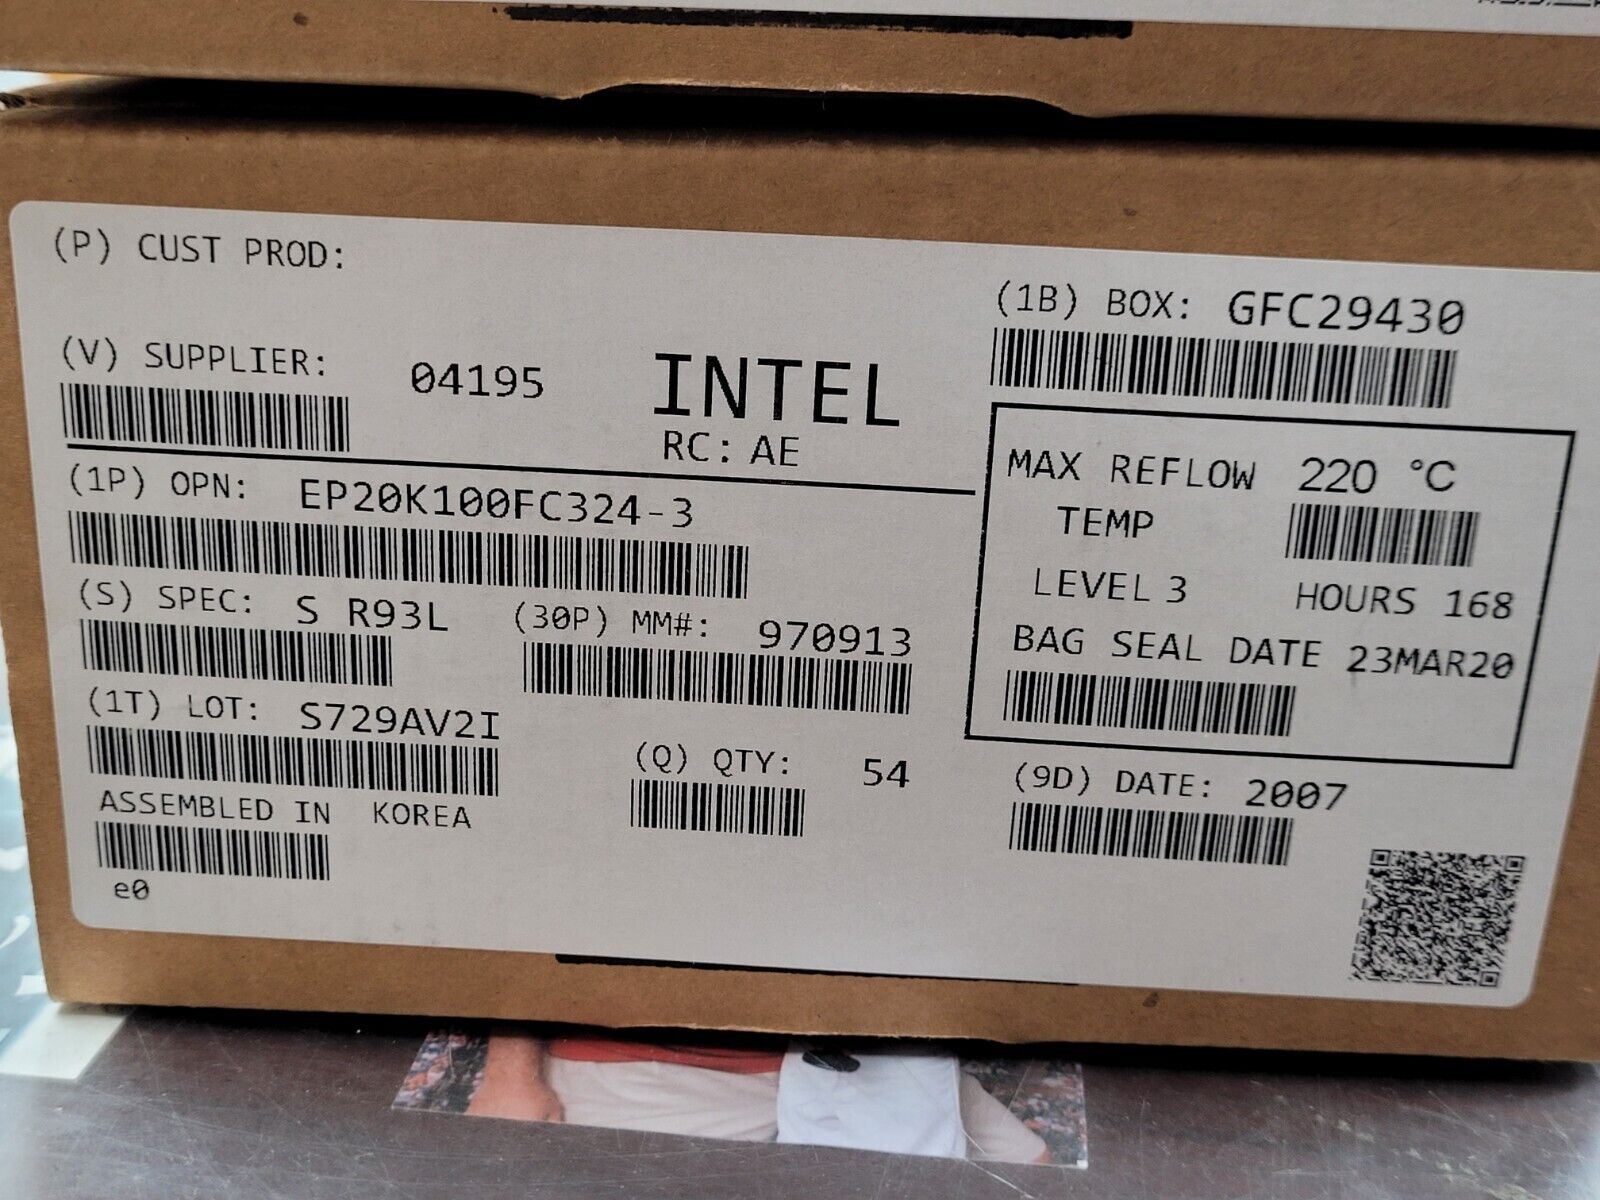 (P) CUST PROD:
(1B) BOX: GFC29430
(V) SUPPLIER: 04195
INTEL
RC: AE
(1P) OPN: EP20K100FC324-3
(S) SPEC: S R93L
(30P) MM#: 970913
(1T) LOT: S729AV2I
(Q) QTY: 54
ASSEMBLED IN KOREA
e0
MAX REFLOW 220 °C
TEMP
LEVEL 3 HOURS 168
BAG SEAL DATE 23MAR20
(9D) DATE: 2007